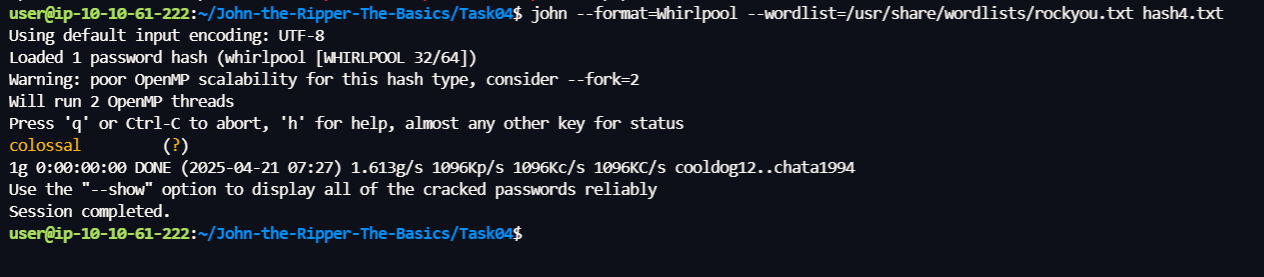 user@ip-10-10-61-222:~/John-the-Ripper-The-Basics/Task04$ john --format=Whirlpool --wordlist=/usr/share/wordlists/rockyou.txt hash4.txt
Using default input encoding: UTF-8
Loaded 1 password hash (whirlpool [WHIRLPOOL 32/64])
Warning: poor OpenMP scalability for this hash type, consider --fork=2
Will run 2 OpenMP threads
Press 'q' or Ctrl-C to abort, 'h' for help, almost any other key for status
colossal         (?)
1g 0:00:00:00 DONE (2025-04-21 07:27) 1.613g/s 1096Kp/s 1096Kc/s 1096KC/s cooldog12..chata1994
Use the "--show" option to display all of the cracked passwords reliably
Session completed.
user@ip-10-10-61-222:~/John-the-Ripper-The-Basics/Task04$